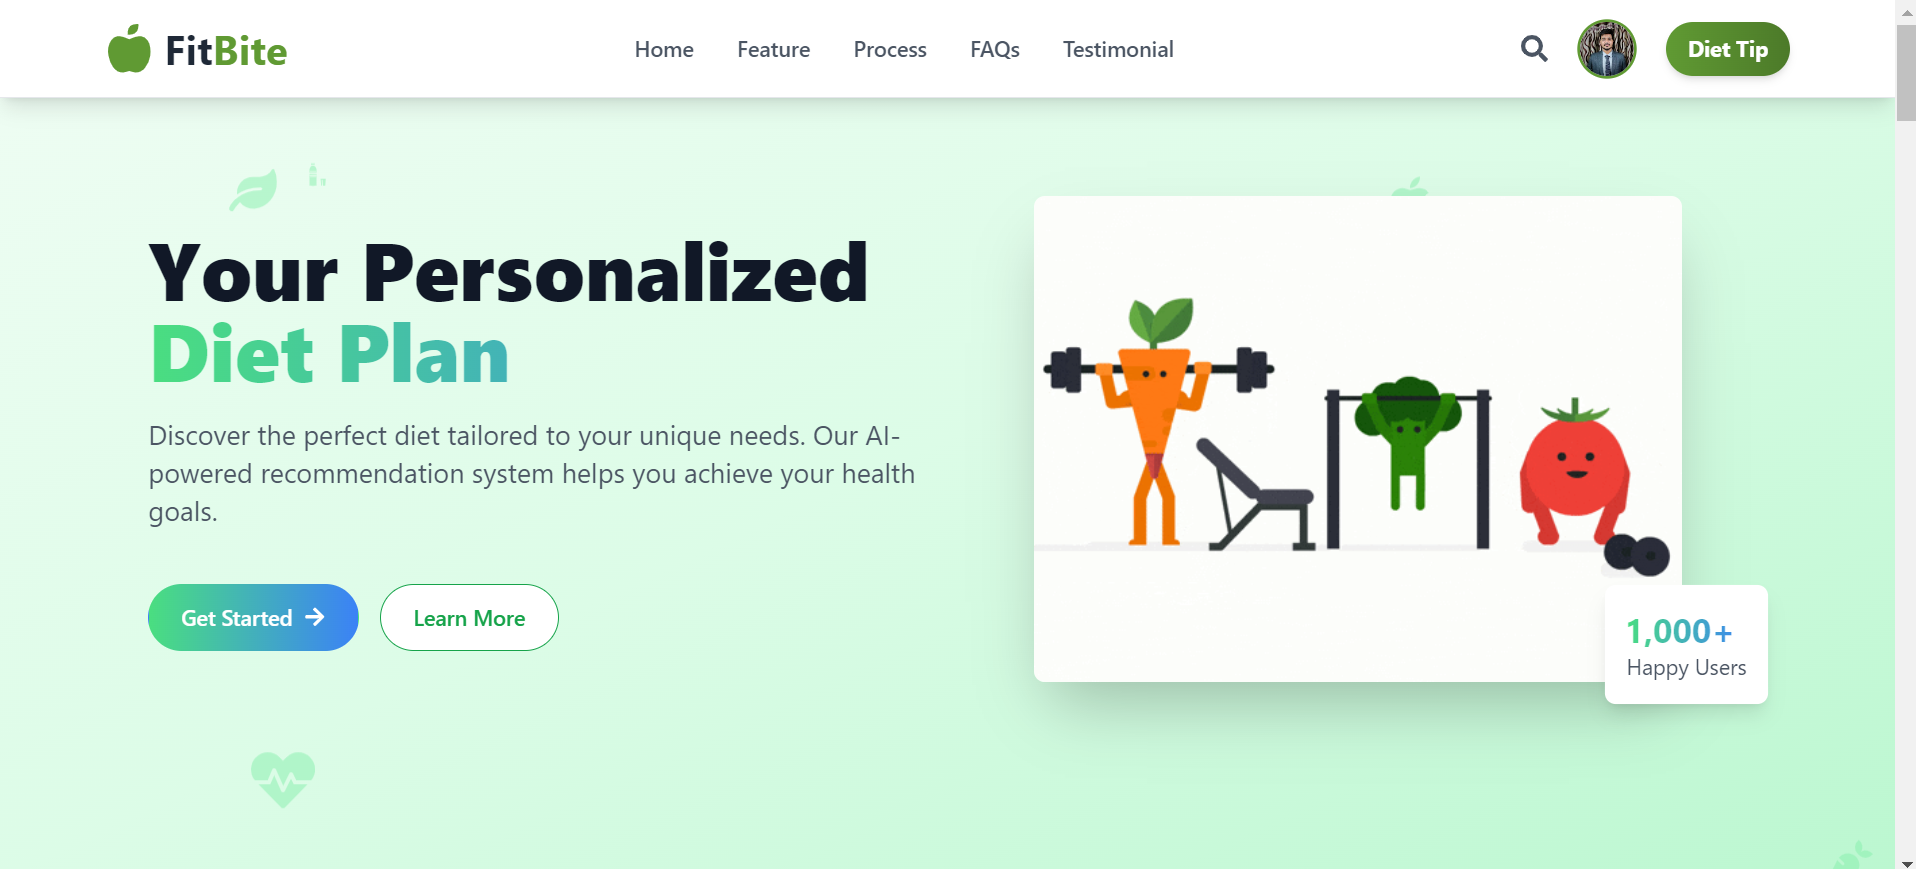 FitBite
Home
Feature
Process
FAQs
Testimonial
Diet Tip
Your Personalized
Diet Plan
Discover the perfect diet tailored to your unique needs. Our AI-
powered recommendation system helps you achieve your health
goals.
Get Started
Learn More
1,000+
Happy Users